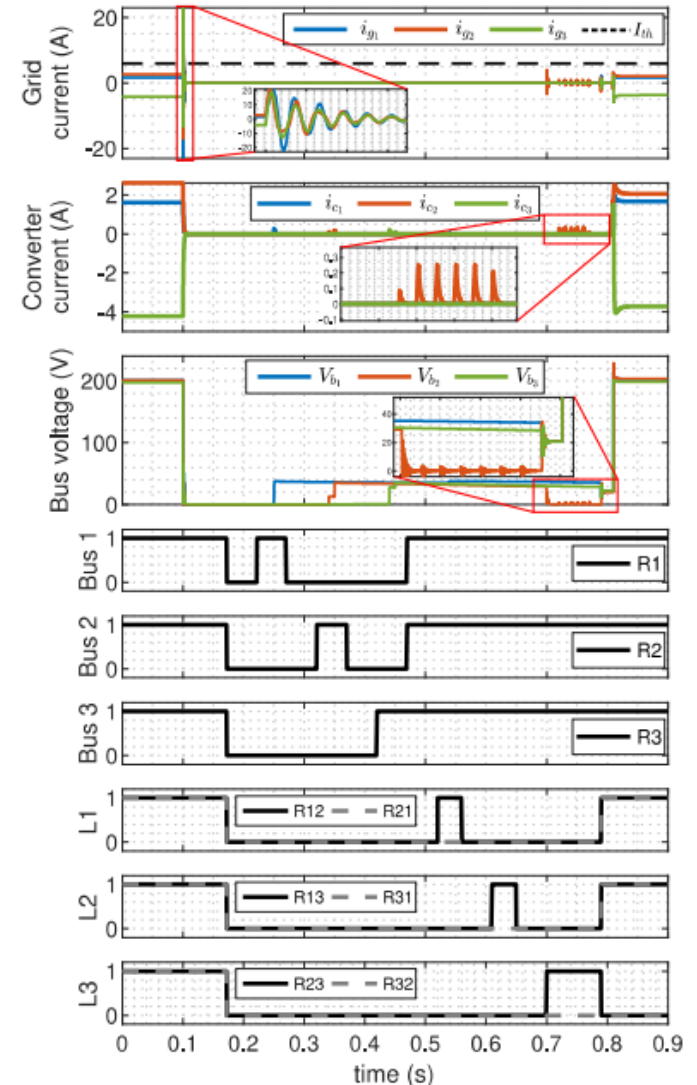 Grid current (A)
20
0
-20
i_{g_1} i_{g_2} i_{g_3} I_{th}
20
10
0
-10
-20
Converter current (A)
2
0
-2
-4
i_{c_1} i_{c_2} i_{c_3}
0.3
0.2
0.1
0
-0.1
Bus voltage (V)
200
100
0
V_{b_1} V_{b_2} V_{b_3}
40
20
0
Bus 1
1
0
R1
Bus 2
1
0
R2
Bus 3
1
0
R3
L1
1
0
R12 R21
L2
1
0
R13 R31
L3
1
0
R23 R32
0 0.1 0.2 0.3 0.4 0.5 0.6 0.7 0.8 0.9
time (s)